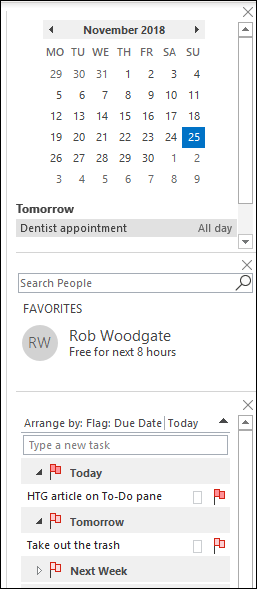 November 2018
MO TU WE TH FR SA SU
29 30 31 1 2 3 4
5 6 7 8 9 10 11
12 13 14 15 16 17 18
19 20 21 22 23 24 25
26 27 28 29 30 1 2
3 4 5 6 7 8 9
Tomorrow
Dentist appointment All day
Search People
FAVORITES
RW
Rob Woodgate
Free for next 8 hours
Arrange by: Flag: Due Date Today
Type a new task
Today
HTG article on To-Do pane
Tomorrow
Take out the trash
Next Week